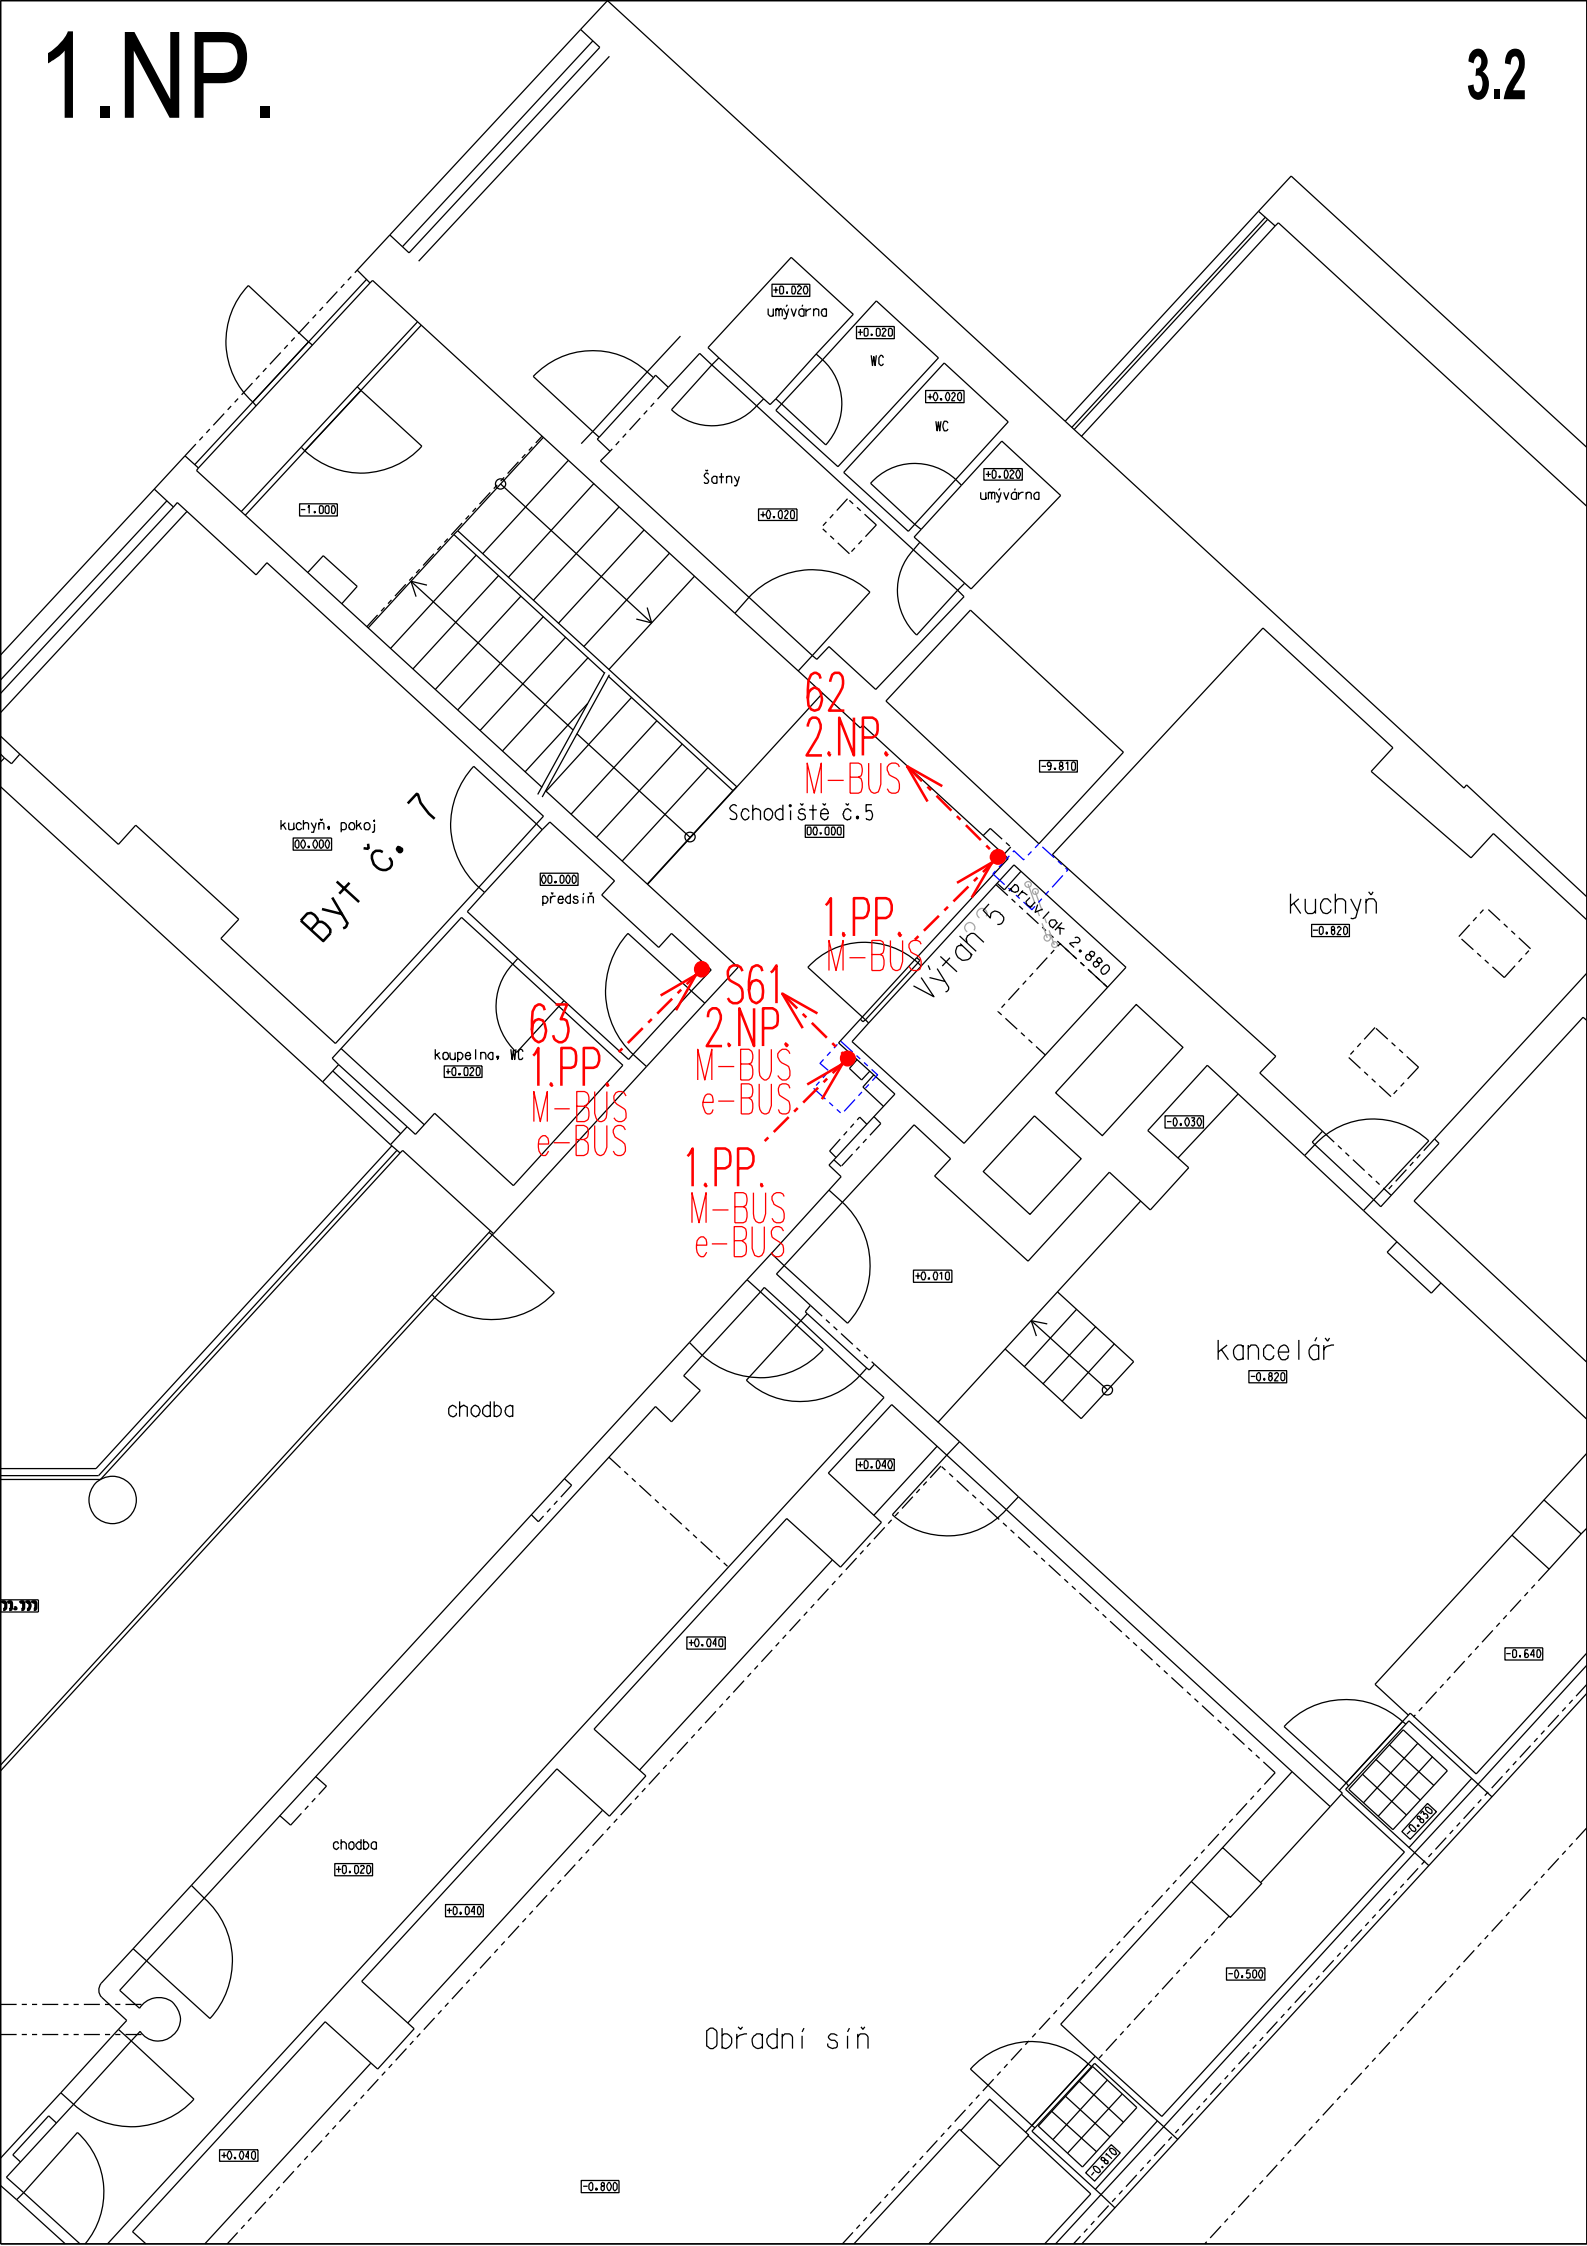 1.NP.
3.2
+0.020
umývárna
+0.020
WC
+0.020
WC
+0.020
umývárna
Šatny
+0.020
-1.000
62
2.NP.
M-BUS
-9.810
Schodiště č.5
00.000
kuchyň, pokoj
00.000
Byt č. 7
00.000
předsíň
1.PP.
M-BUS
Výtah 5
průvlak 2.880
kuchyň
-0.820
S61
2.NP.
M-BUS
e-BUS
63
1.PP.
M-BUS
e-BUS
koupelna, WC
+0.020
-0.030
1.PP.
M-BUS
e-BUS
+0.010
kancelář
-0.820
chodba
+0.040
+0.040
-0.640
-0.830
chodba
+0.020
+0.040
-0.500
Obřadní síň
+0.040
-0.810
-0.800